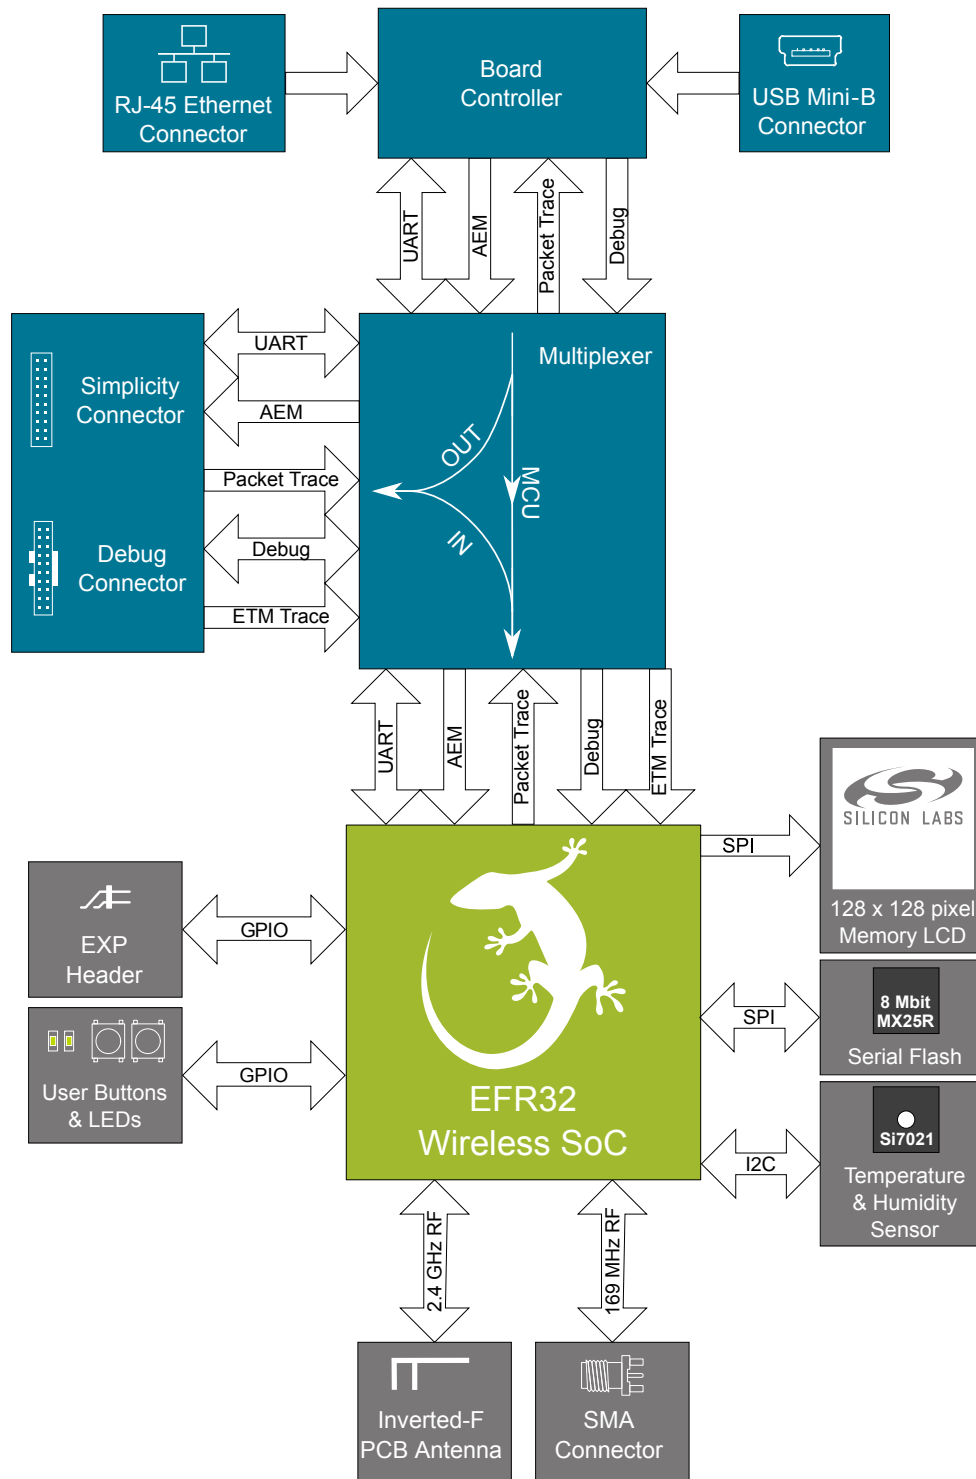 RJ-45 Ethernet
Connector
Board
Controller
USB Mini-B
Connector
UART
AEM
Packet Trace
Debug
Simplicity
Connector
Debug
Connector
UART
AEM
Packet Trace
Debug
ETM Trace
Multiplexer
OUT
MCU
IN
UART
AEM
Packet Trace
Debug
ETM Trace
SILICON LABS
128 x 128 pixel
Memory LCD
SPI
EXP
Header
GPIO
8 Mbit
MX25R
Serial Flash
SPI
User Buttons
& LEDs
GPIO
EFR32
Wireless SoC
Si7021
Temperature
& Humidity
Sensor
I2C
2.4 GHz RF
169 MHz RF
Inverted-F
PCB Antenna
SMA
Connector